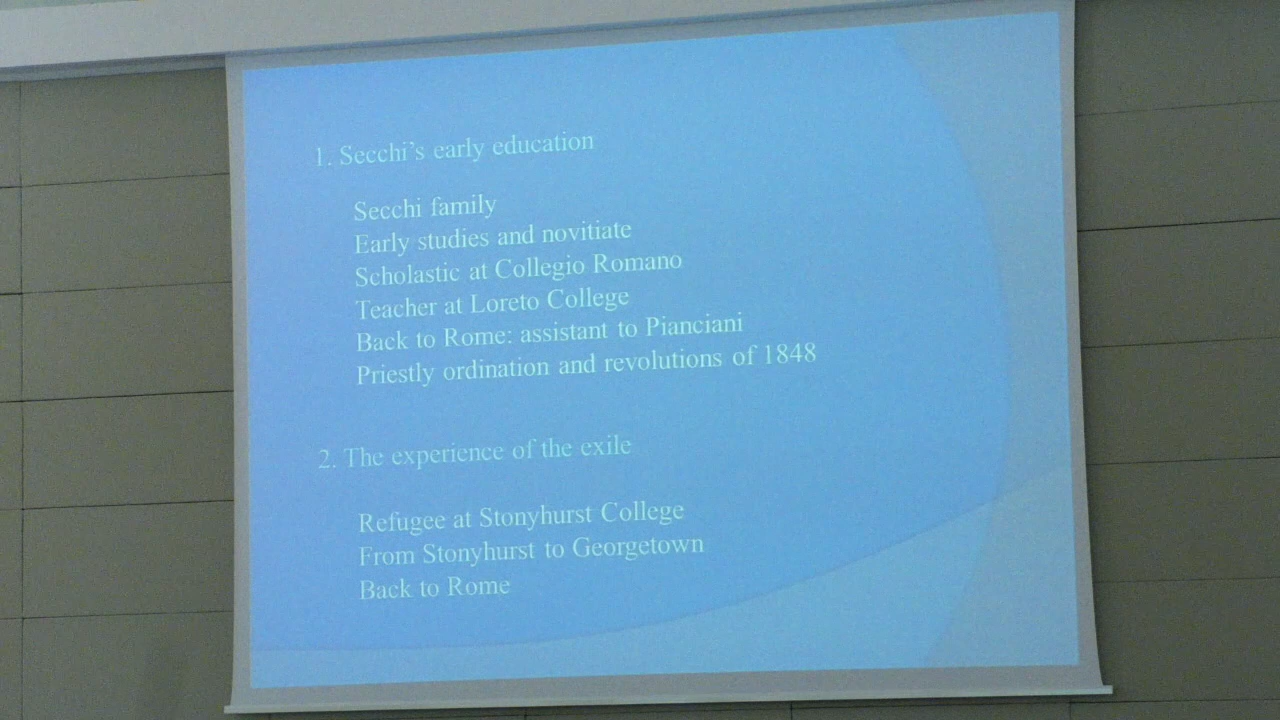 1. Secchi's early education
Secchi family
Early studies and novitiate
Scholastic at Collegio Romano
Teacher at Loreto College
Back to Rome: assistant to Pianciani
Priestly ordination and revolutions of 1848
2. The experience of the exile
Refugee at Stonyhurst College
From Stonyhurst to Georgetown
Back to Rome